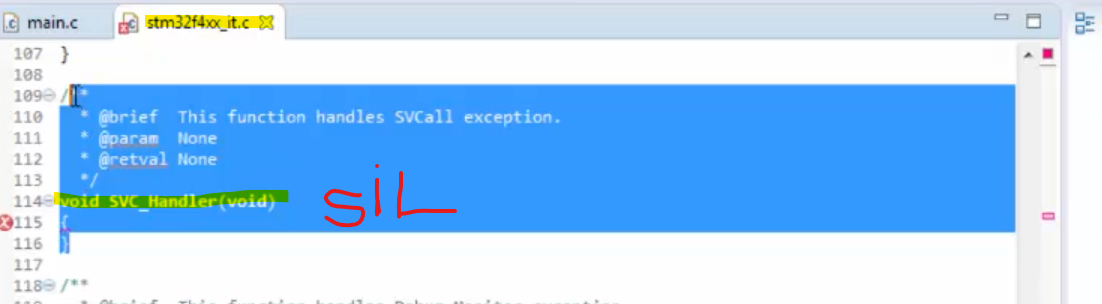 main.c stm32f4xx_it.c
107 }
108
109 /**
110 * @brief This function handles SVCall exception.
111 * @param None
112 * @retval None
113 */
114 void SVC_Handler(void)
SİL
115 {
116 }
117
118 /**